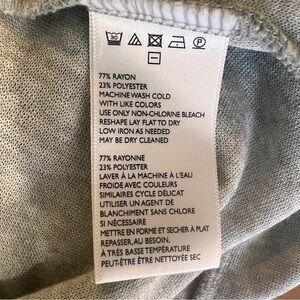 30 P
77% RAYON
23% POLYESTER
MACHINE WASH COLD
WITH LIKE COLORS
USE ONLY NON-CHLORINE BLEACH
RESHAPE LAY FLAT TO DRY
LOW IRON AS NEEDED
MAY BE DRY CLEANED
77% RAYONNE
23% POLYESTER
LAVER À LA MACHINE À L'EAU
FROIDE AVEC COULEURS
SIMILAIRES CYCLE DÉLICAT
UTILISER UN AGENT DE
BLANCHIMENT SANS CHLORE
SI NÉCESSAIRE
METTRE EN FORME ET SÉCHER À PLAT
REPASSER, AU BESOIN,
À TRÈS BASSE TEMPÉRATURE
PEUT-ÊTRE ÊTRE NETTOYÉE SEC